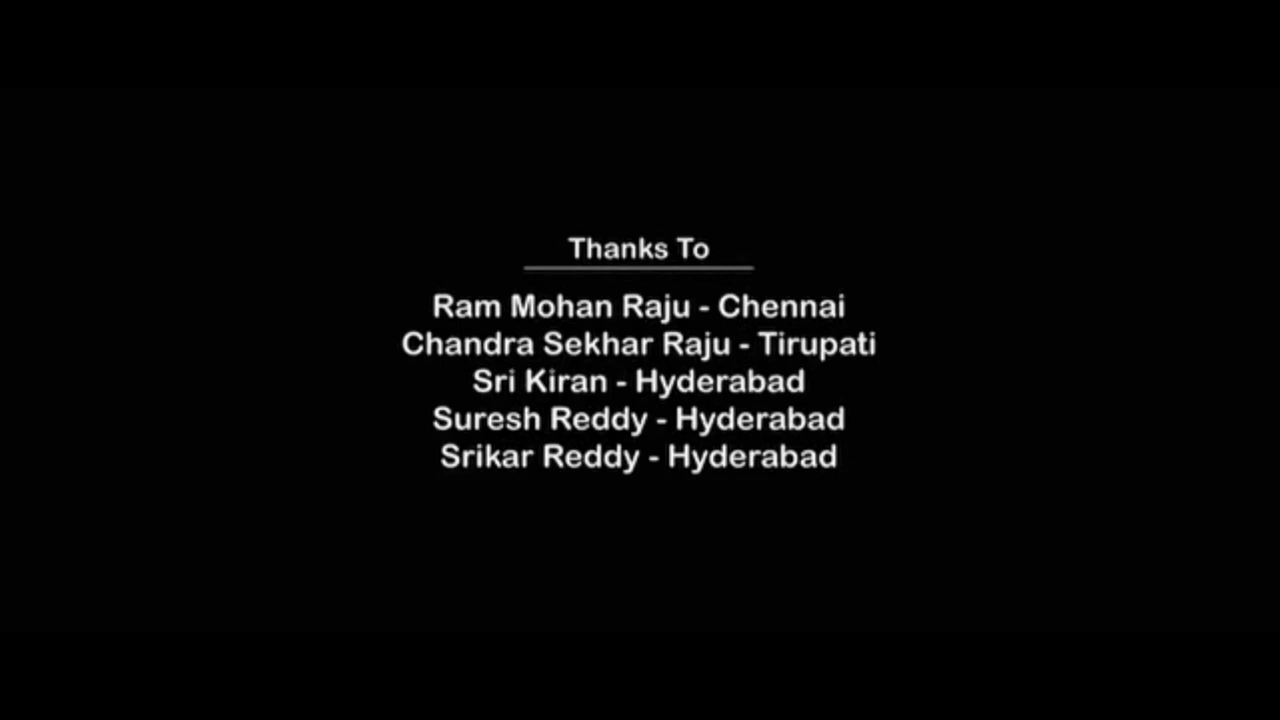 Thanks To
Ram Mohan Raju - Chennai
Chandra Sekhar Raju - Tirupati
Sri Kiran - Hyderabad
Suresh Reddy - Hyderabad
Srikar Reddy - Hyderabad